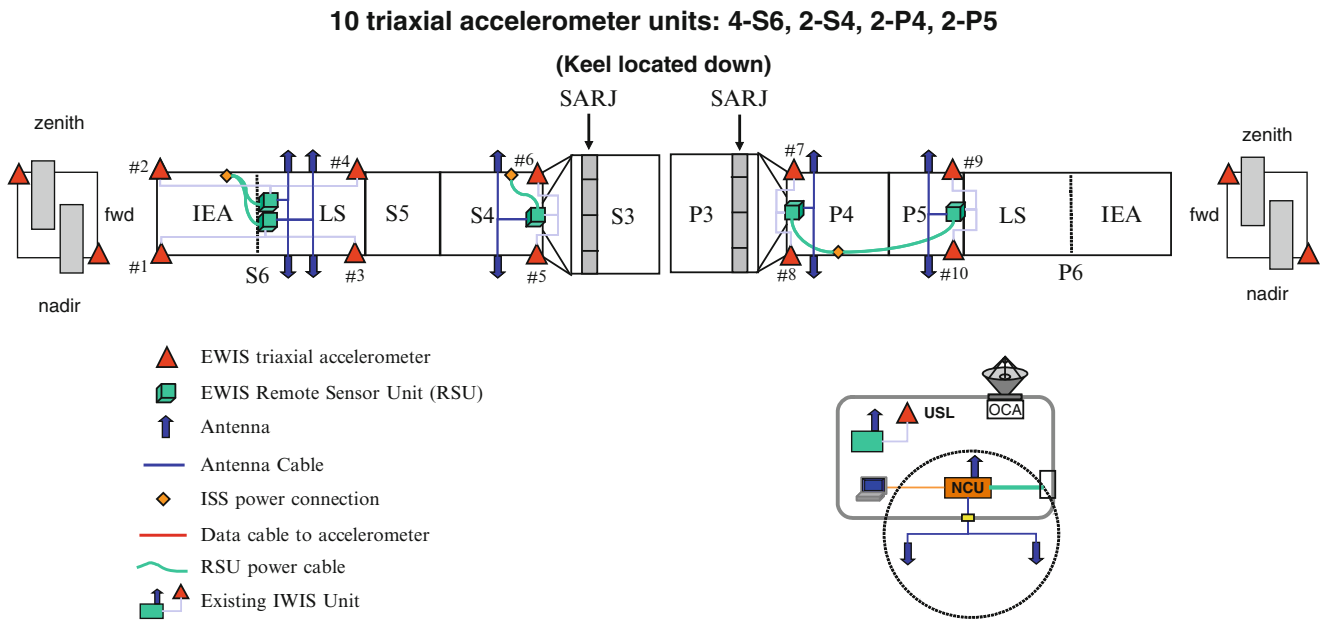 10 triaxial accelerometer units: 4-S6, 2-S4, 2-P4, 2-P5
(Keel located down)
SARJ
SARJ
zenith
fwd
nadir
#2
#4
#6
IEA
LS
S5
S4
S3
#1
S6
#3
#5
#7
#9
P3
P4
P5
LS
IEA
#8
#10
P6
zenith
fwd
nadir
EWIS triaxial accelerometer
EWIS Remote Sensor Unit (RSU)
Antenna
Antenna Cable
ISS power connection
Data cable to accelerometer
RSU power cable
Existing IWIS Unit
OCA
USL
NCU